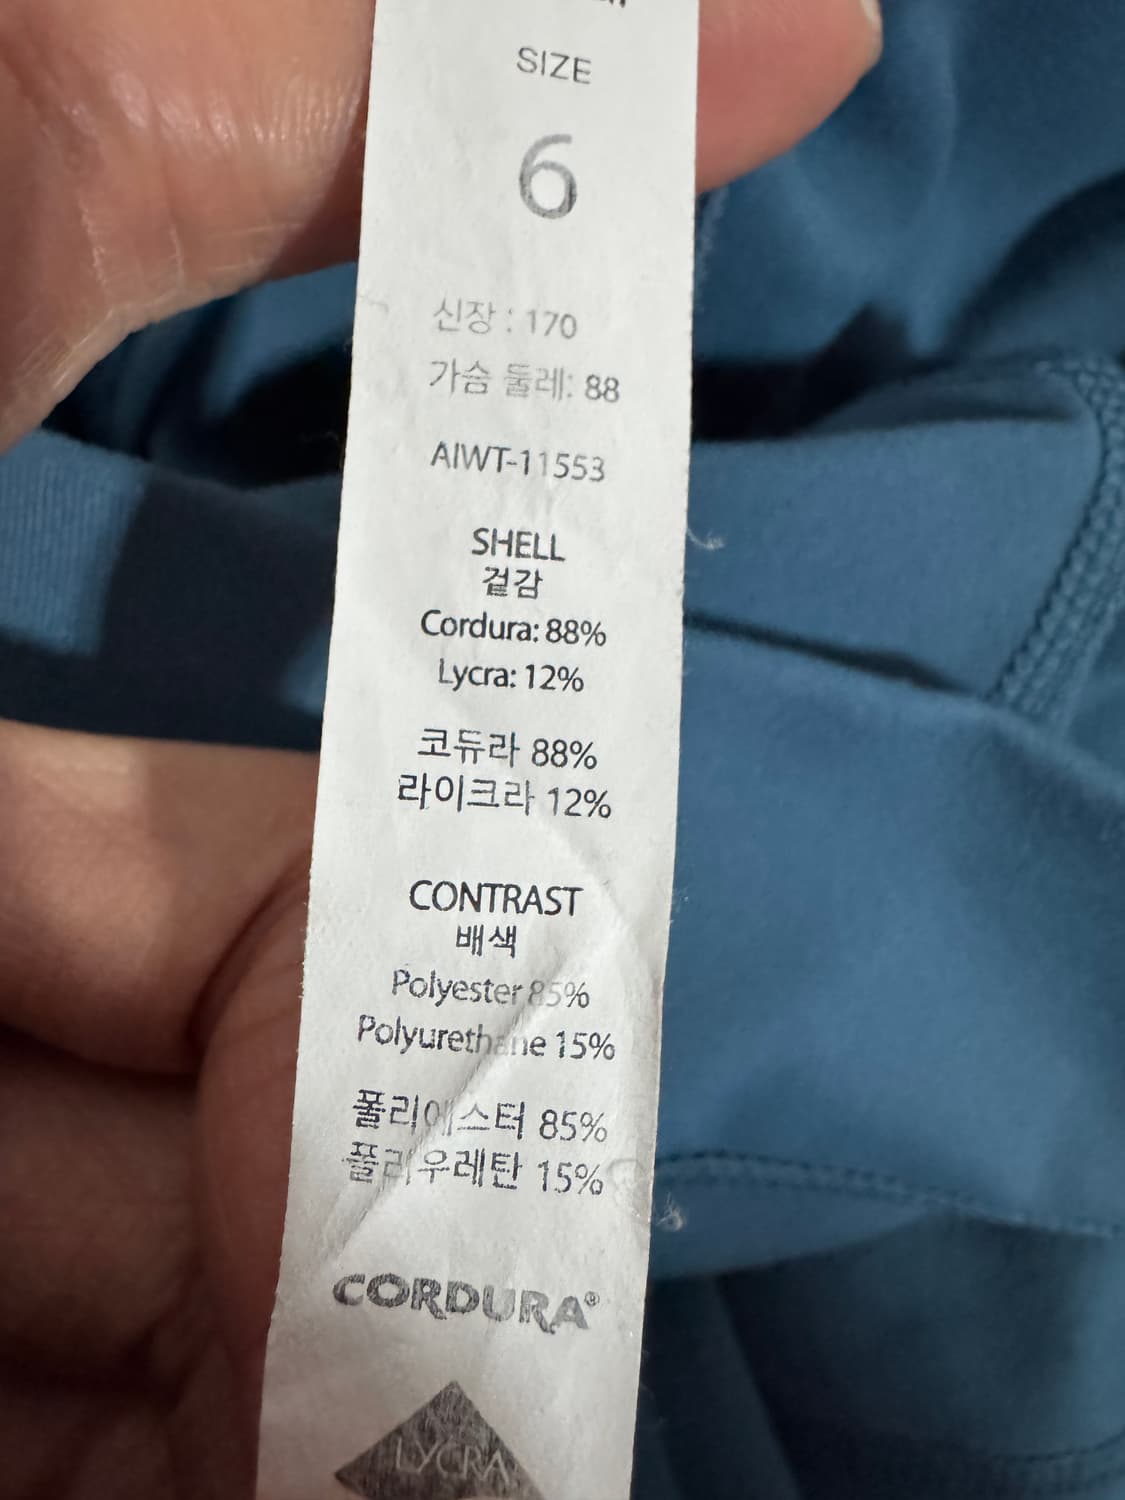 SIZE
6
신장 : 170
가슴 둘레: 88
AIWT-11553
SHELL
겉감
Cordura: 88%
Lycra: 12%
코듀라 88%
라이크라 12%
CONTRAST
배색
Polyester 85%
Polyurethane 15%
폴리에스터 85%
폴리우레탄 15%
CORDURA®
LYCRA